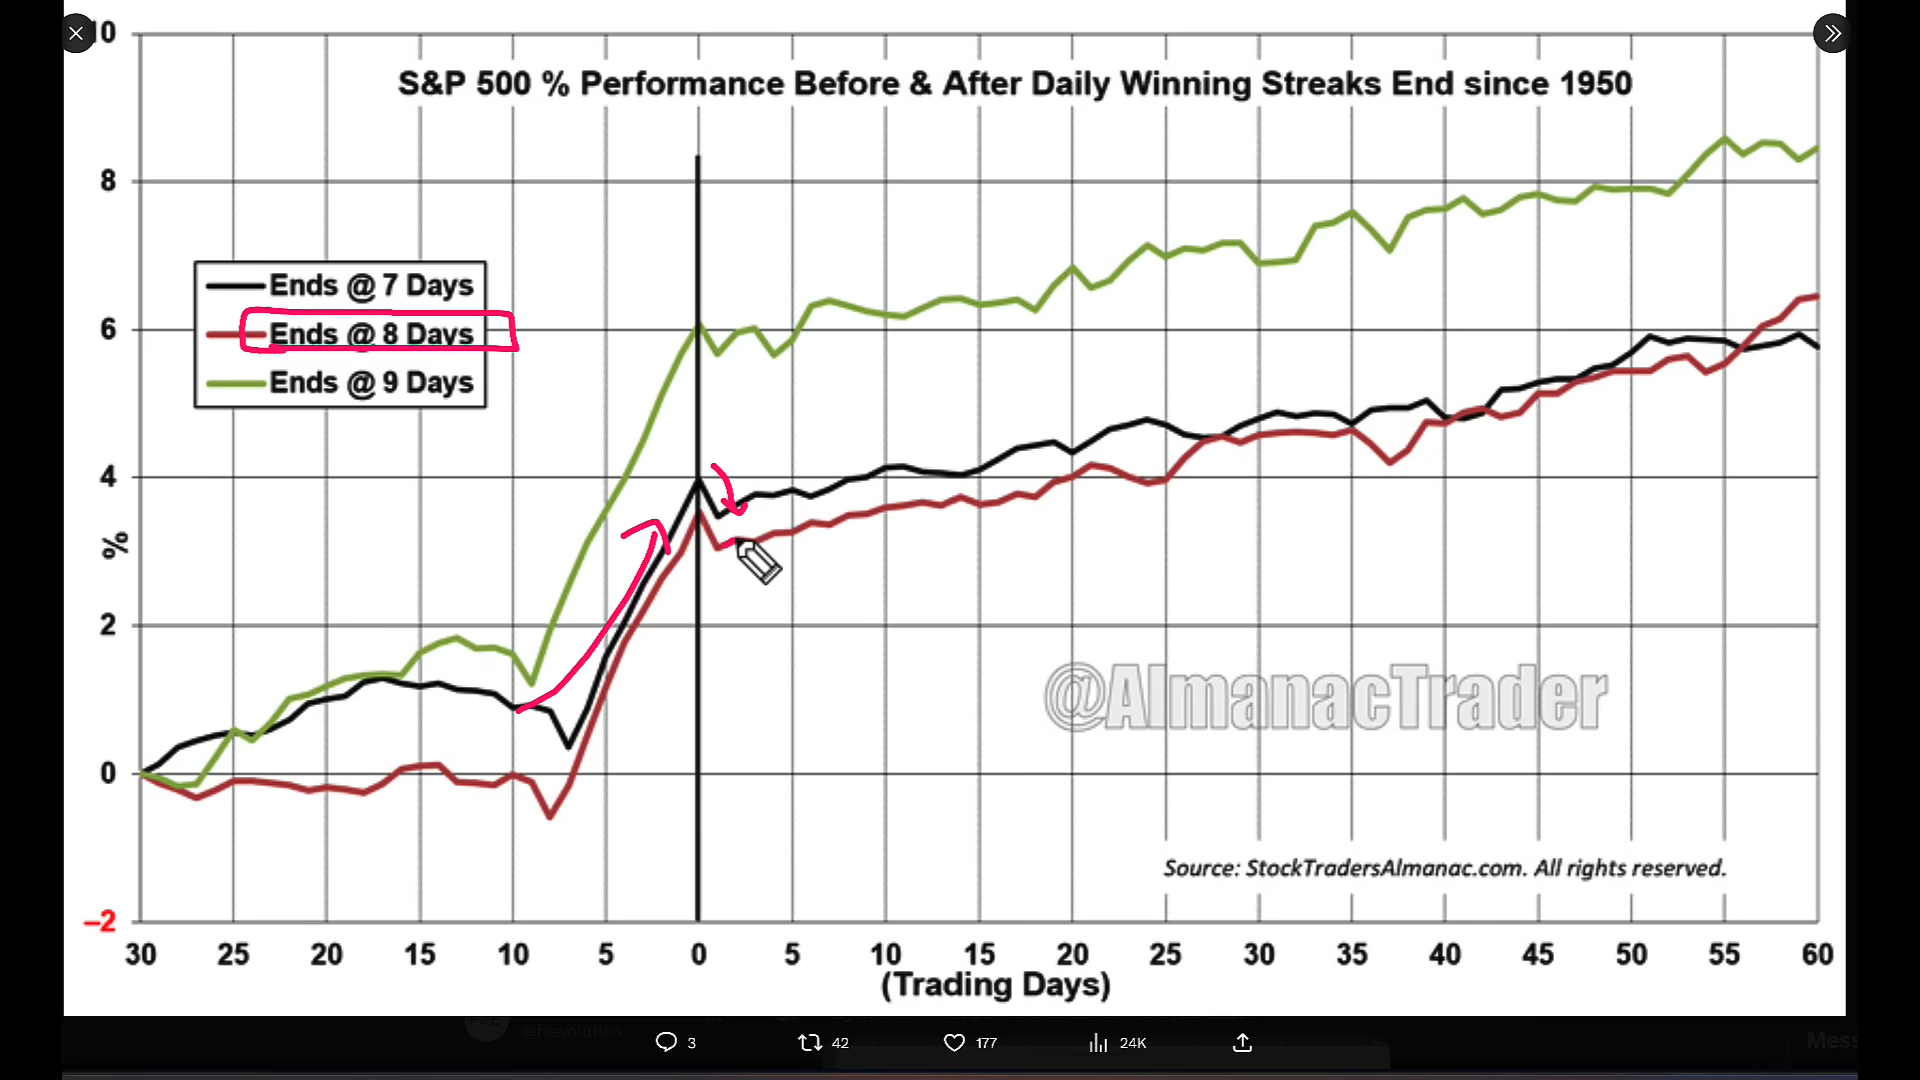 10
S&P 500 % Performance Before & After Daily Winning Streaks End since 1950
8
Ends @ 7 Days
6
Ends @ 8 Days
Ends @ 9 Days
4
%
2
@AlmanacTrader
0
Source: StockTradersAlmanac.com. All rights reserved.
–2
30 25 20 15 10 5 0 5 10 15 20 25 30 35 40 45 50 55 60
(Trading Days)
@fxevolution
3 42 177 24K
Mess